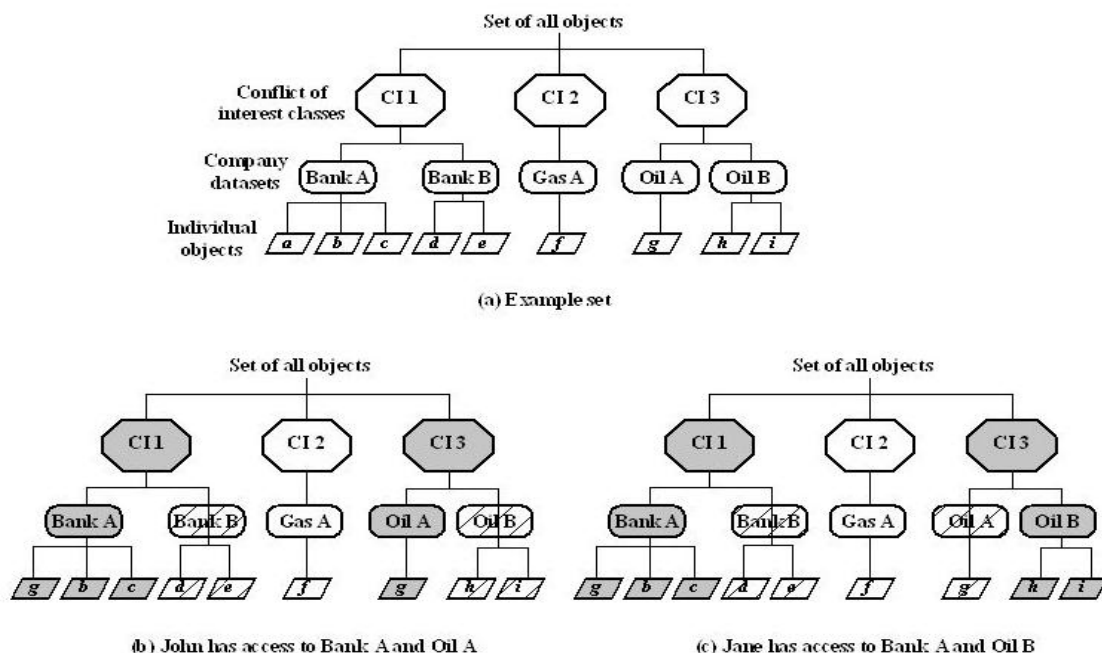 Set of all objects
Conflict of
interest classes
CI 1 CI 2 CI 3
Company
datasets
Bank A Bank B Gas A Oil A Oil B
Individual
objects
a b c d e f g h i
(a) Example set
Set of all objects
CI 1 CI 2 CI 3
Bank A Bank B Gas A Oil A Oil B
g b c d e f g h i
(b) John has access to Bank A and Oil A
Set of all objects
CI 1 CI 2 CI 3
Bank A Bank B Gas A Oil A Oil B
g b c d e f g h i
(c) Jane has access to Bank A and Oil B